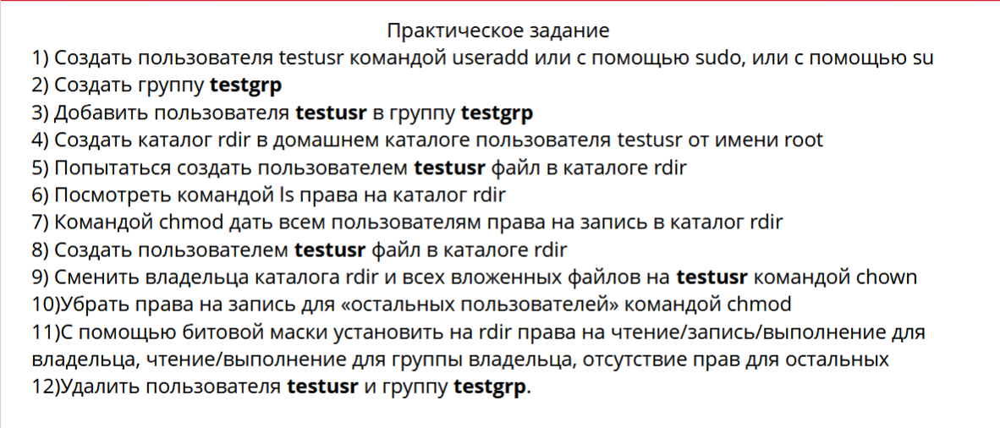 Практическое задание
1) Создать пользователя testusr командой useradd или с помощью sudo, или с помощью su
2) Создать группу testgrp
3) Добавить пользователя testusr в группу testgrp
4) Создать каталог rdir в домашнем каталоге пользователя testusr от имени root
5) Попытаться создать пользователем testusr файл в каталоге rdir
6) Посмотреть командой ls права на каталог rdir
7) Командой chmod дать всем пользователям права на запись в каталог rdir
8) Создать пользователем testusr файл в каталоге rdir
9) Сменить владельца каталога rdir и всех вложенных файлов на testusr командой chown
10)Убрать права на запись для «остальных пользователей» командой chmod
11)С помощью битовой маски установить на rdir права на чтение/запись/выполнение для
владельца, чтение/выполнение для группы владельца, отсутствие прав для остальных
12)Удалить пользователя testusr и группу testgrp.